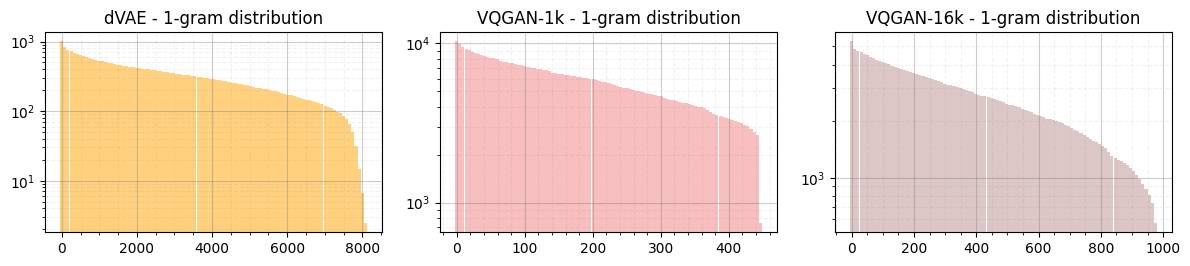 dVAE - 1-gram distribution
10³
10²
10¹
0 2000 4000 6000 8000
VQGAN-1k - 1-gram distribution
10⁴
10³
0 100 200 300 400
VQGAN-16k - 1-gram distribution
10³
0 200 400 600 800 1000